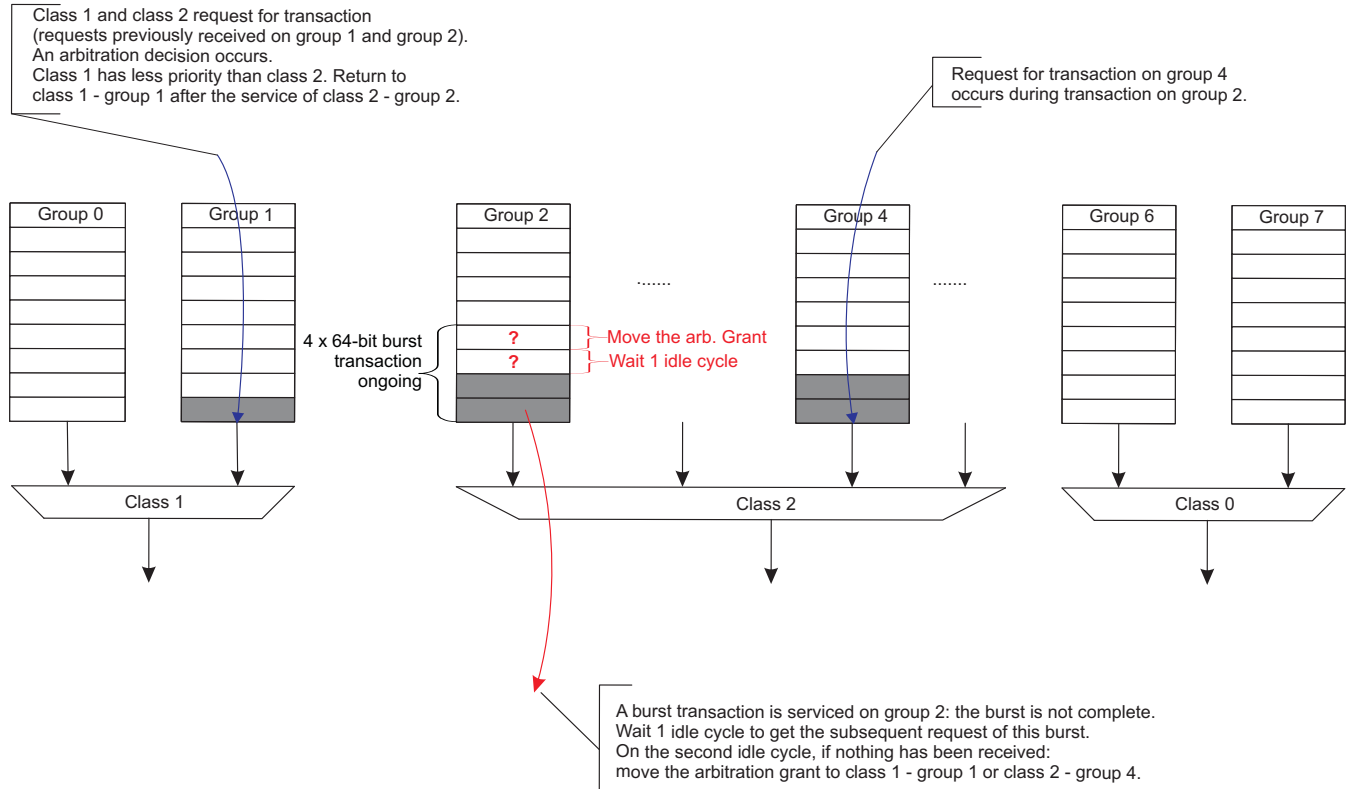 Class 1 and class 2 request for transaction
(requests previously received on group 1 and group 2).
An arbitration decision occurs.
Class 1 has less priority than class 2. Return to
class 1 - group 1 after the service of class 2 - group 2.
Request for transaction on group 4
occurs during transaction on group 2.
Group 0
Group 1
Group 2
Group 4
Group 6
Group 7
.......
.......
4 x 64-bit burst
transaction
ongoing
?
?
Move the arb. Grant
Wait 1 idle cycle
Class 1
Class 2
Class 0
A burst transaction is serviced on group 2: the burst is not complete.
Wait 1 idle cycle to get the subsequent request of this burst.
On the second idle cycle, if nothing has been received:
move the arbitration grant to class 1 - group 1 or class 2 - group 4.